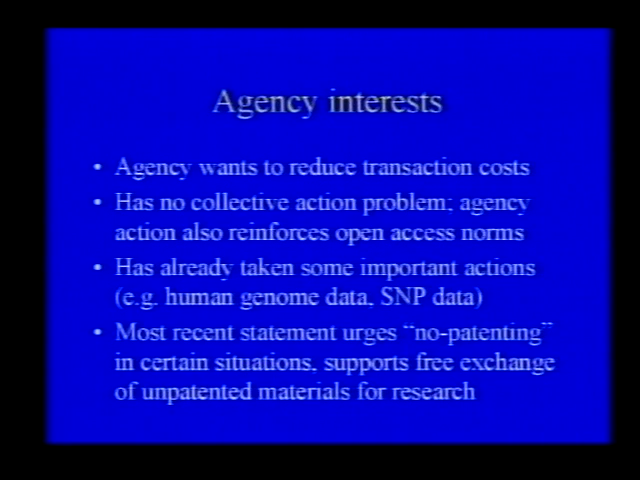 Agency interests
• Agency wants to reduce transaction costs
• Has no collective action problem; agency
action also reinforces open access norms
• Has already taken some important actions
(e.g. human genome data, SNP data)
• Most recent statement urges “no-patenting”
in certain situations, supports free exchange
of unpatented materials for research